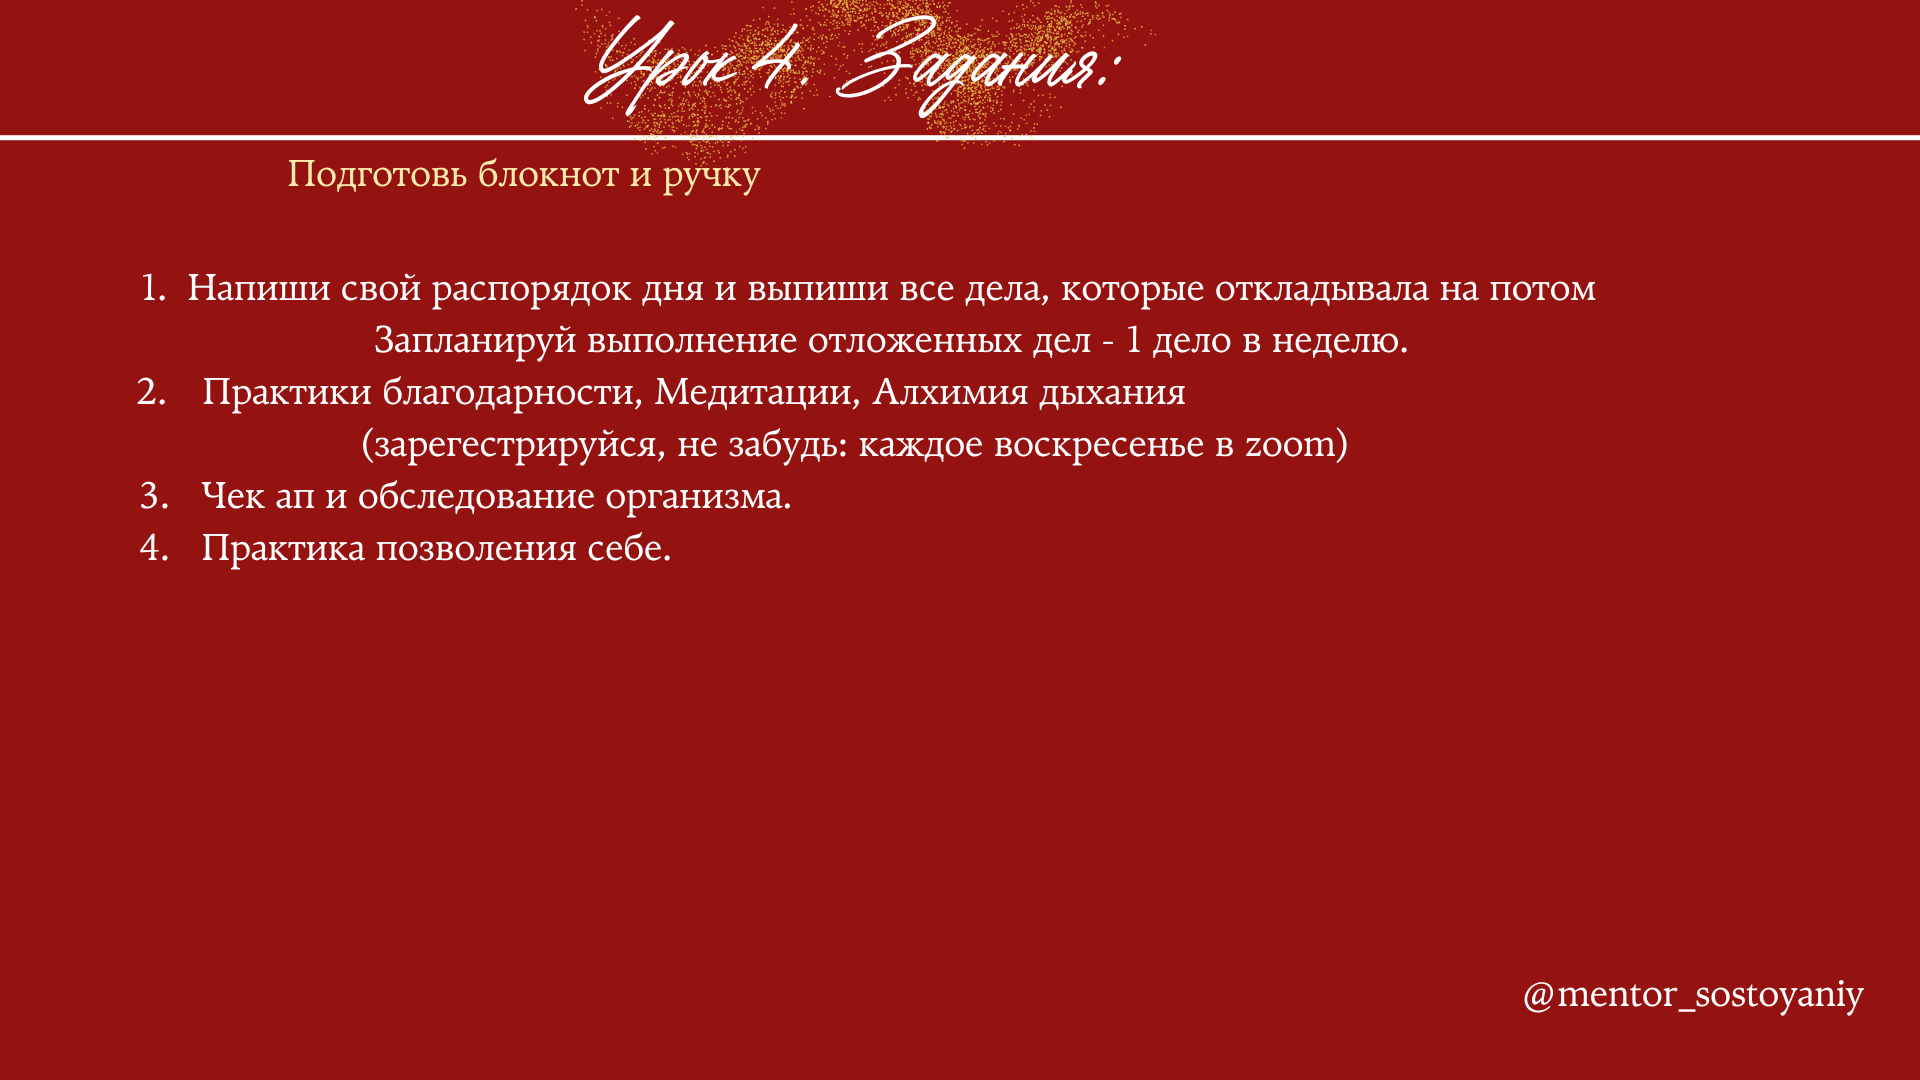 Урок 4. Задания:
Подготовь блокнот и ручку
1. Напиши свой распорядок дня и выпиши все дела, которые откладывала на потом
Запланируй выполнение отложенных дел - 1 дело в неделю.
2. Практики благодарности, Медитации, Алхимия дыхания
(зарегестрируйся, не забудь: каждое воскресенье в zoom)
3. Чек ап и обследование организма.
4. Практика позволения себе.
@mentor_sostoyaniy